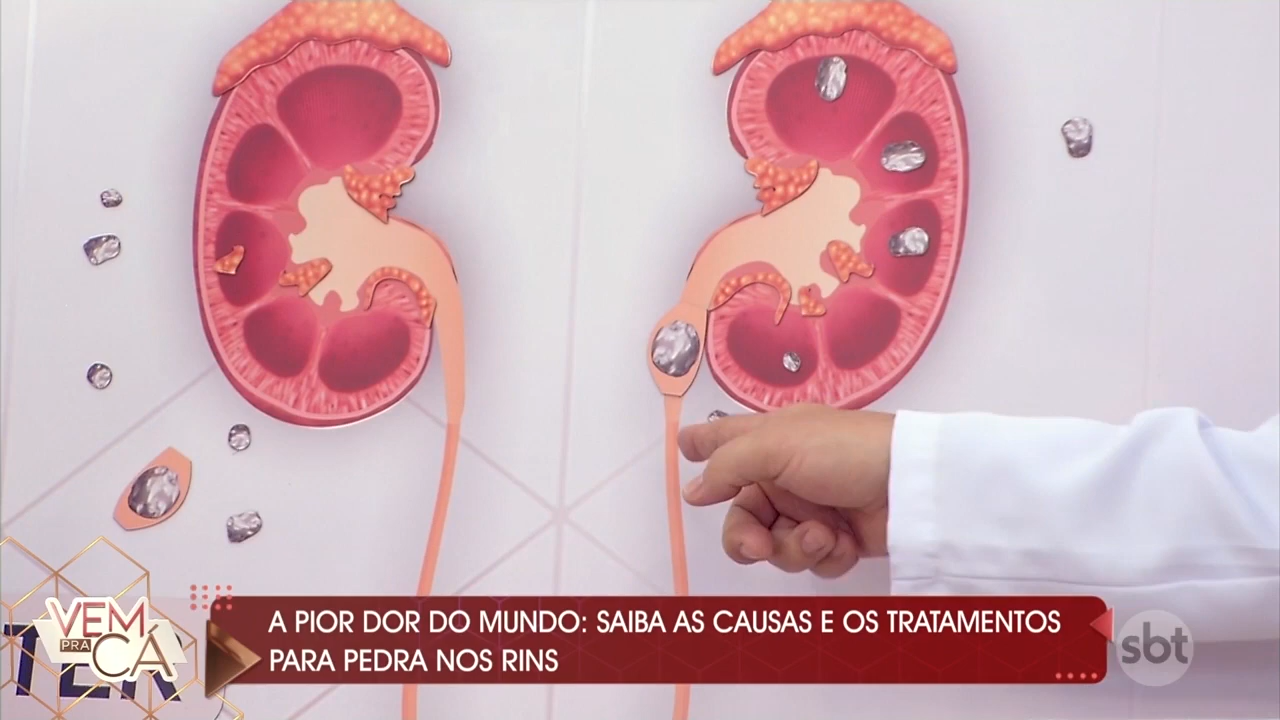 A PIOR DOR DO MUNDO: SAIBA AS CAUSAS E OS TRATAMENTOS
PARA PEDRA NOS RINS
VEM
PRA
CÁ
sbt